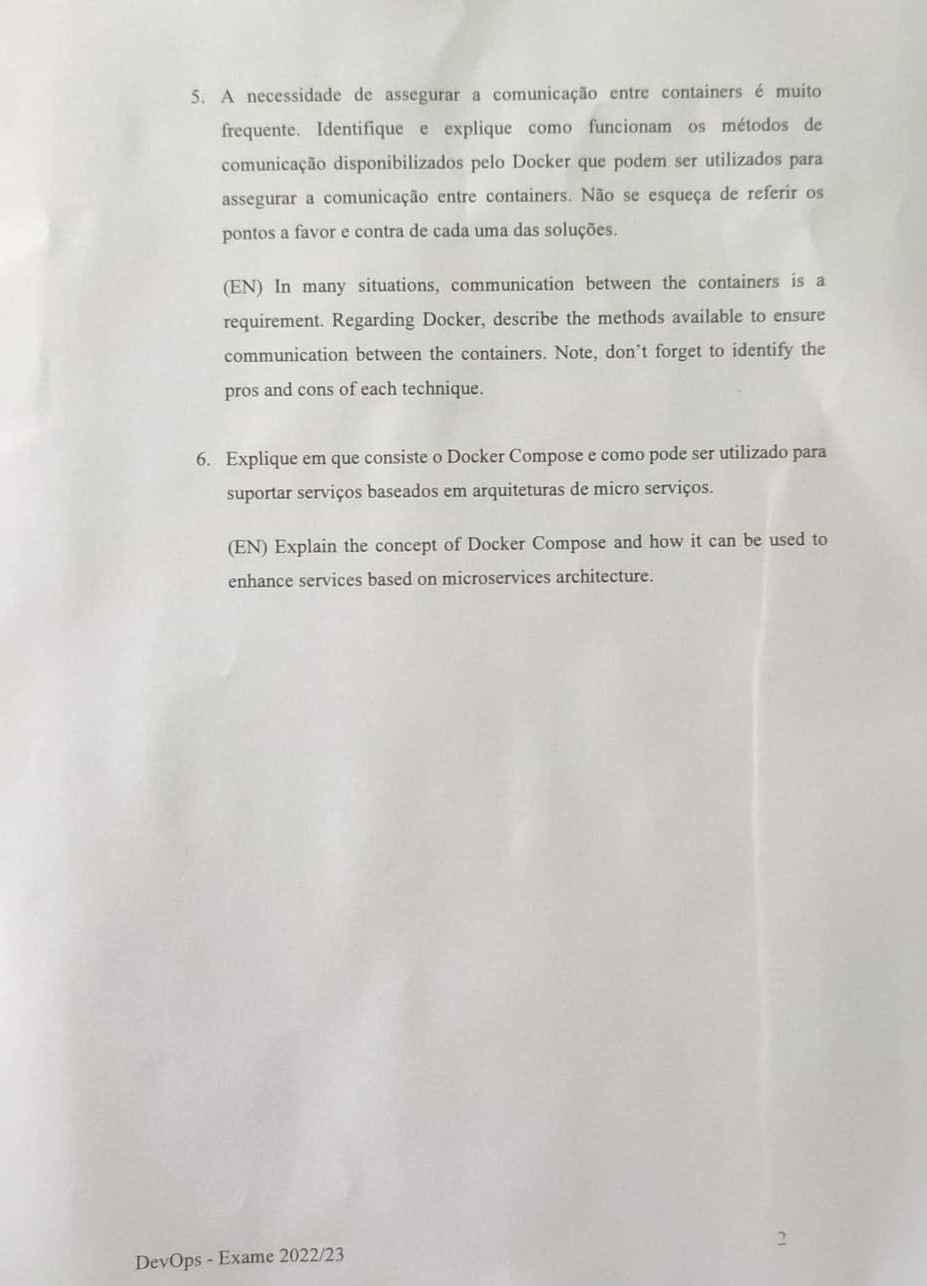 5. A necessidade de assegurar a comunicação entre containers é muito
frequente. Identifique e explique como funcionam os métodos de
comunicação disponibilizados pelo Docker que podem ser utilizados para
assegurar a comunicação entre containers. Não se esqueça de referir os
pontos a favor e contra de cada uma das soluções.
(EN) In many situations, communication between the containers is a
requirement. Regarding Docker, describe the methods available to ensure
communication between the containers. Note, don't forget to identify the
pros and cons of each technique.
6. Explique em que consiste o Docker Compose e como pode ser utilizado para
suportar serviços baseados em arquiteturas de micro serviços.
(EN) Explain the concept of Docker Compose and how it can be used to
enhance services based on microservices architecture.
2
DevOps - Exame 2022/23